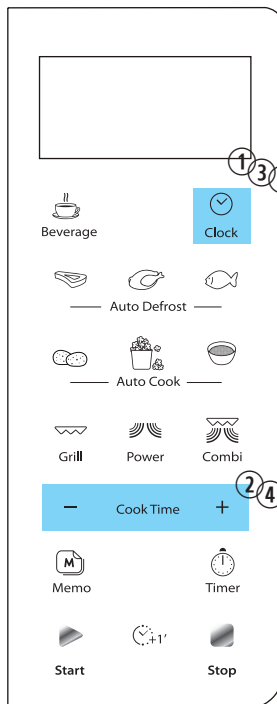 ① ③
Beverage Clock
Auto Defrost
Auto Cook
Grill Power Combi
− Cook Time + ② ④
M
Memo Timer
+1'
Start Stop